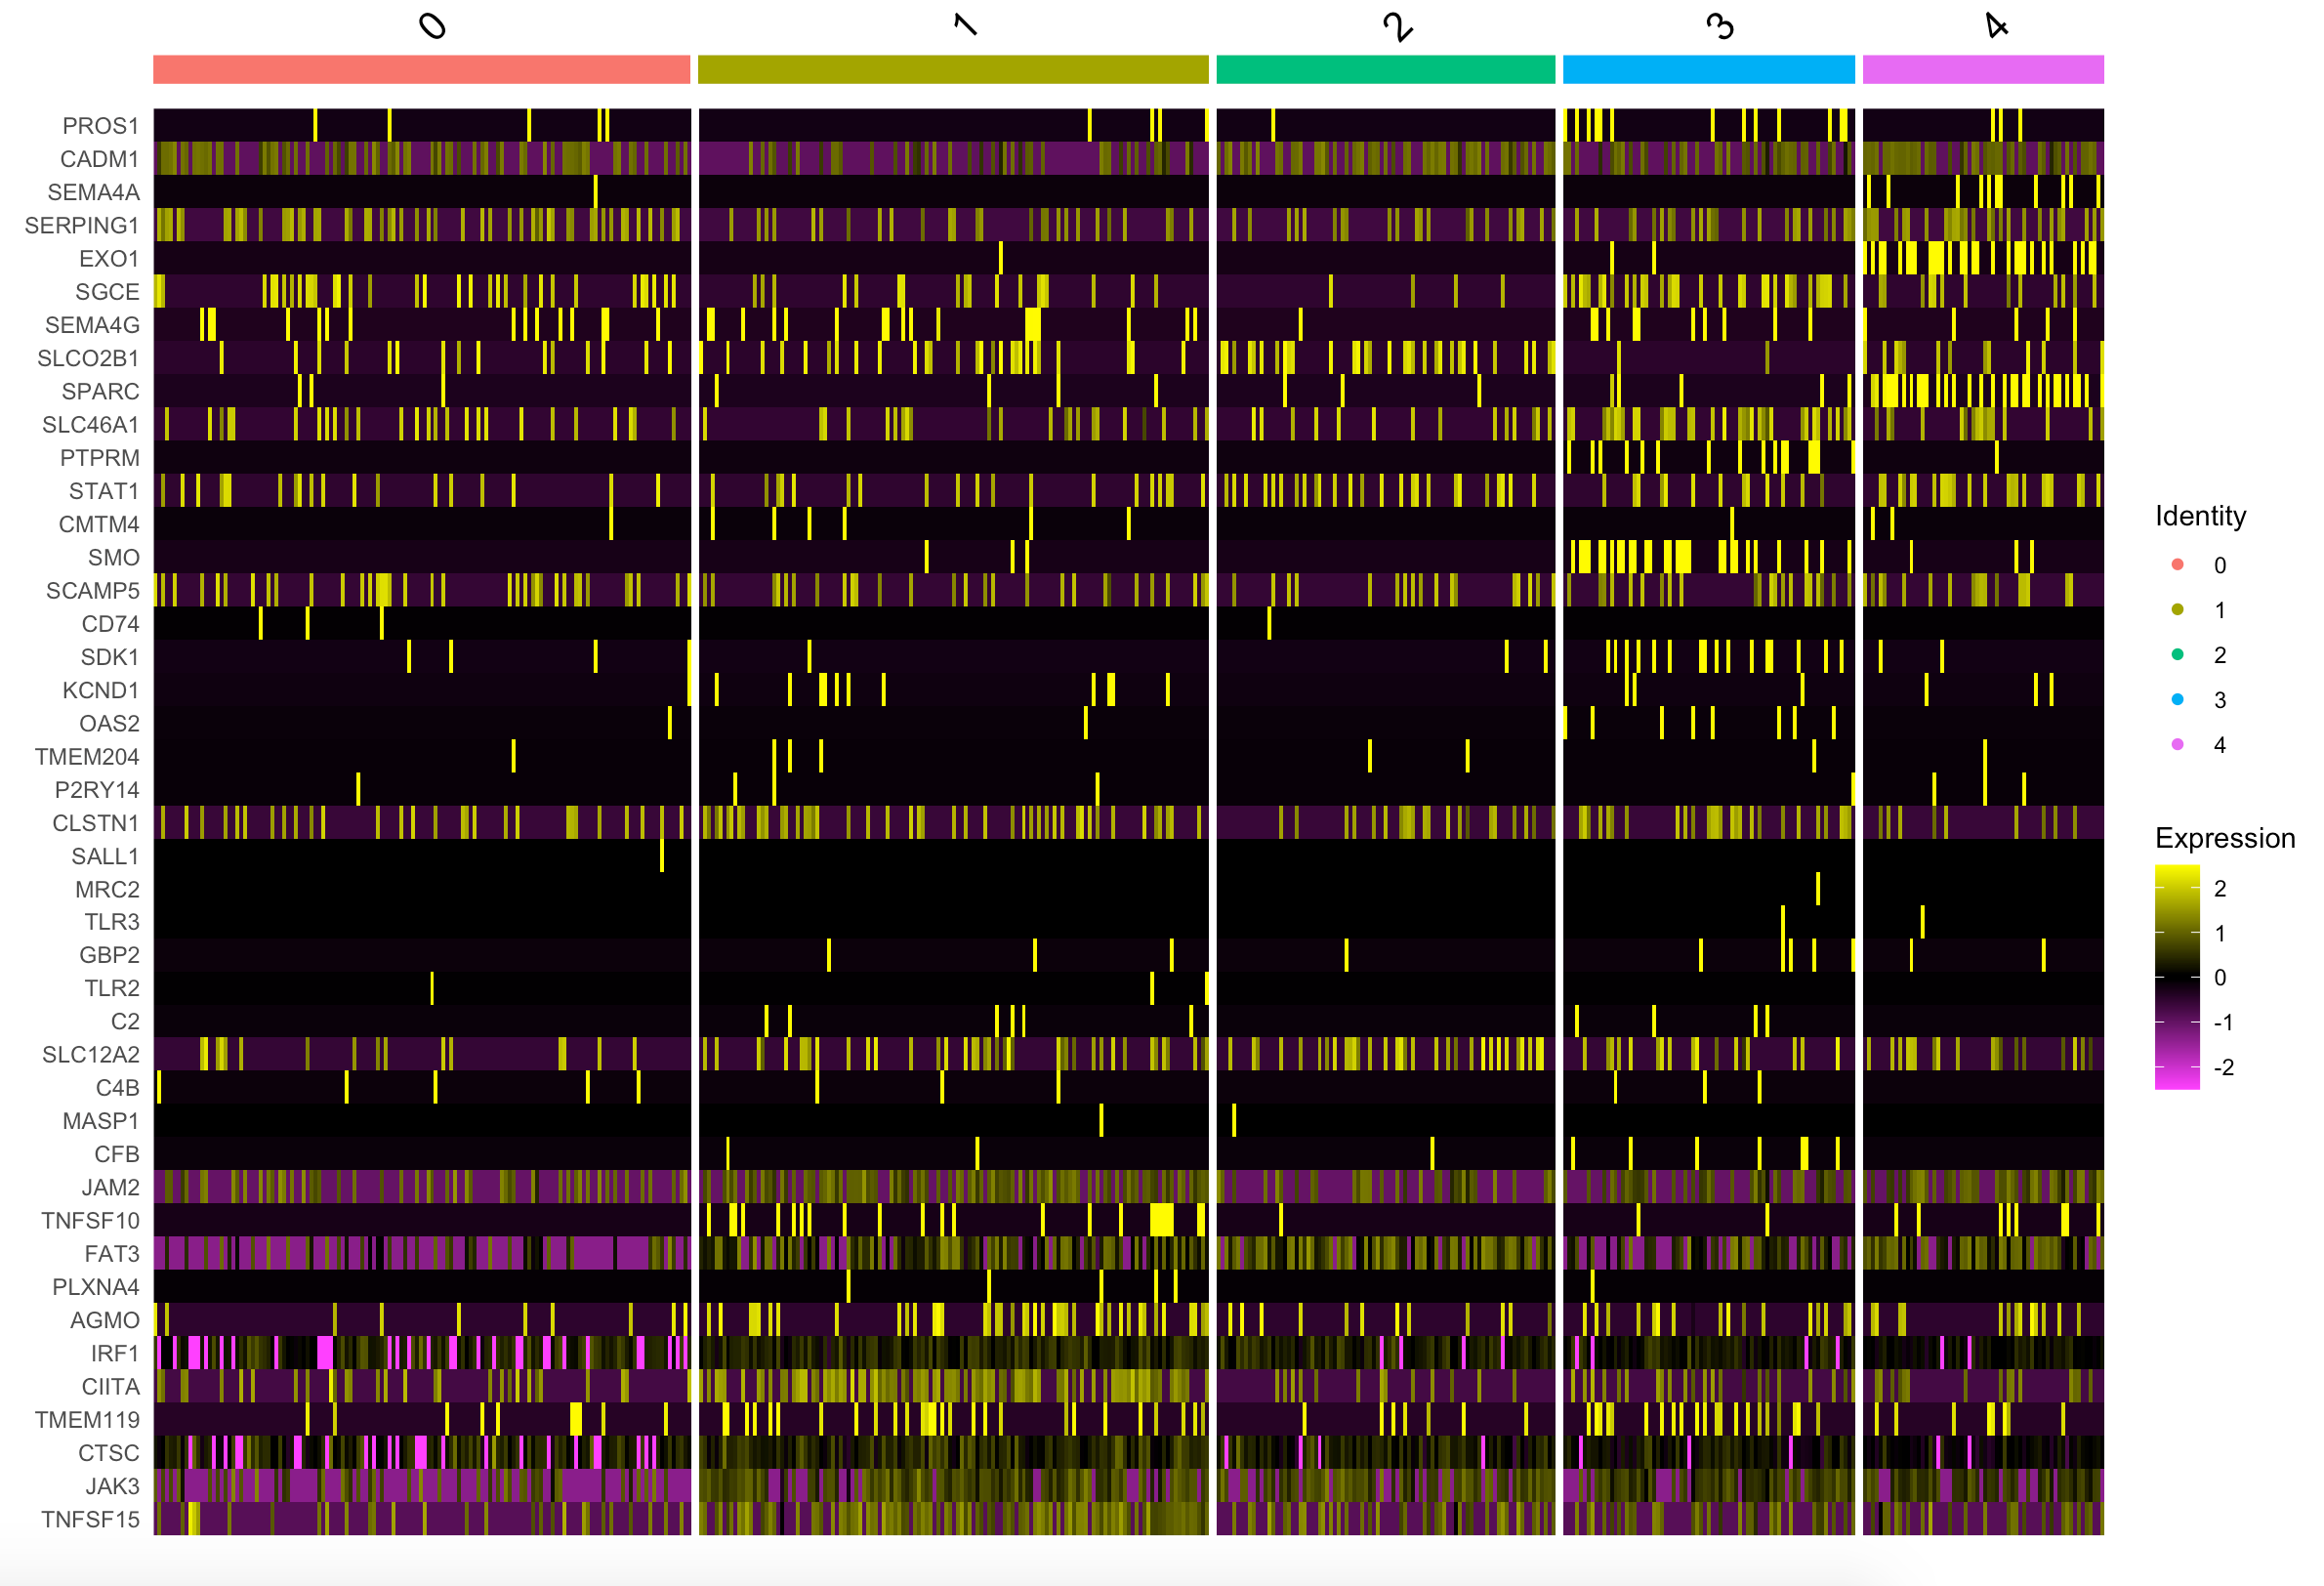 0 1 2 3 4
PROS1
CADM1
SEMA4A
SERPING1
EXO1
SGCE
SEMA4G
SLCO2B1
SPARC
SLC46A1
PTPRM
STAT1
CMTM4
SMO
SCAMP5
CD74
SDK1
KCND1
OAS2
TMEM204
P2RY14
CLSTN1
SALL1
MRC2
TLR3
GBP2
TLR2
C2
SLC12A2
C4B
MASP1
CFB
JAM2
TNFSF10
FAT3
PLXNA4
AGMO
IRF1
CIITA
TMEM119
CTSC
JAK3
TNFSF15
Identity
0
1
2
3
4
Expression
2
1
0
-1
-2